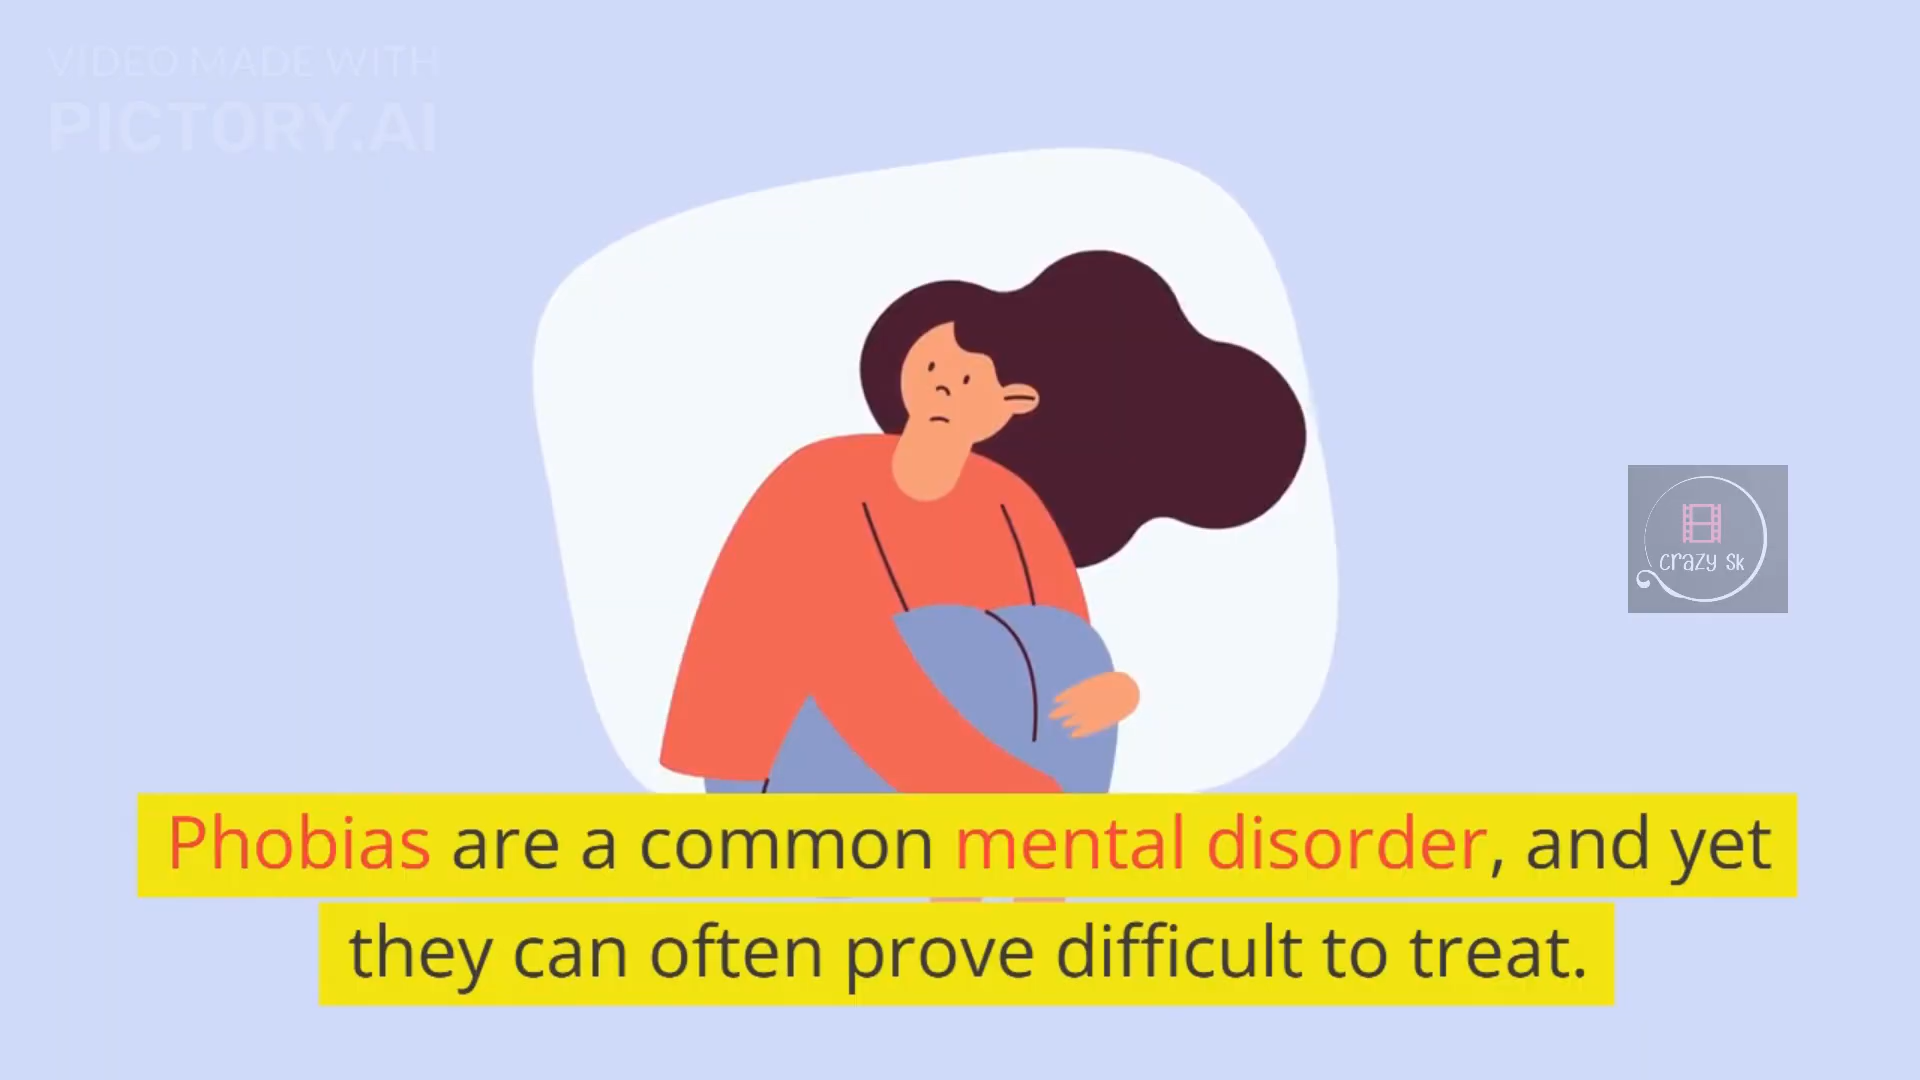 VIDEO MADE WITH
PICTORY.AI
crazy Sk
Phobias are a common mental disorder, and yet
they can often prove difficult to treat.